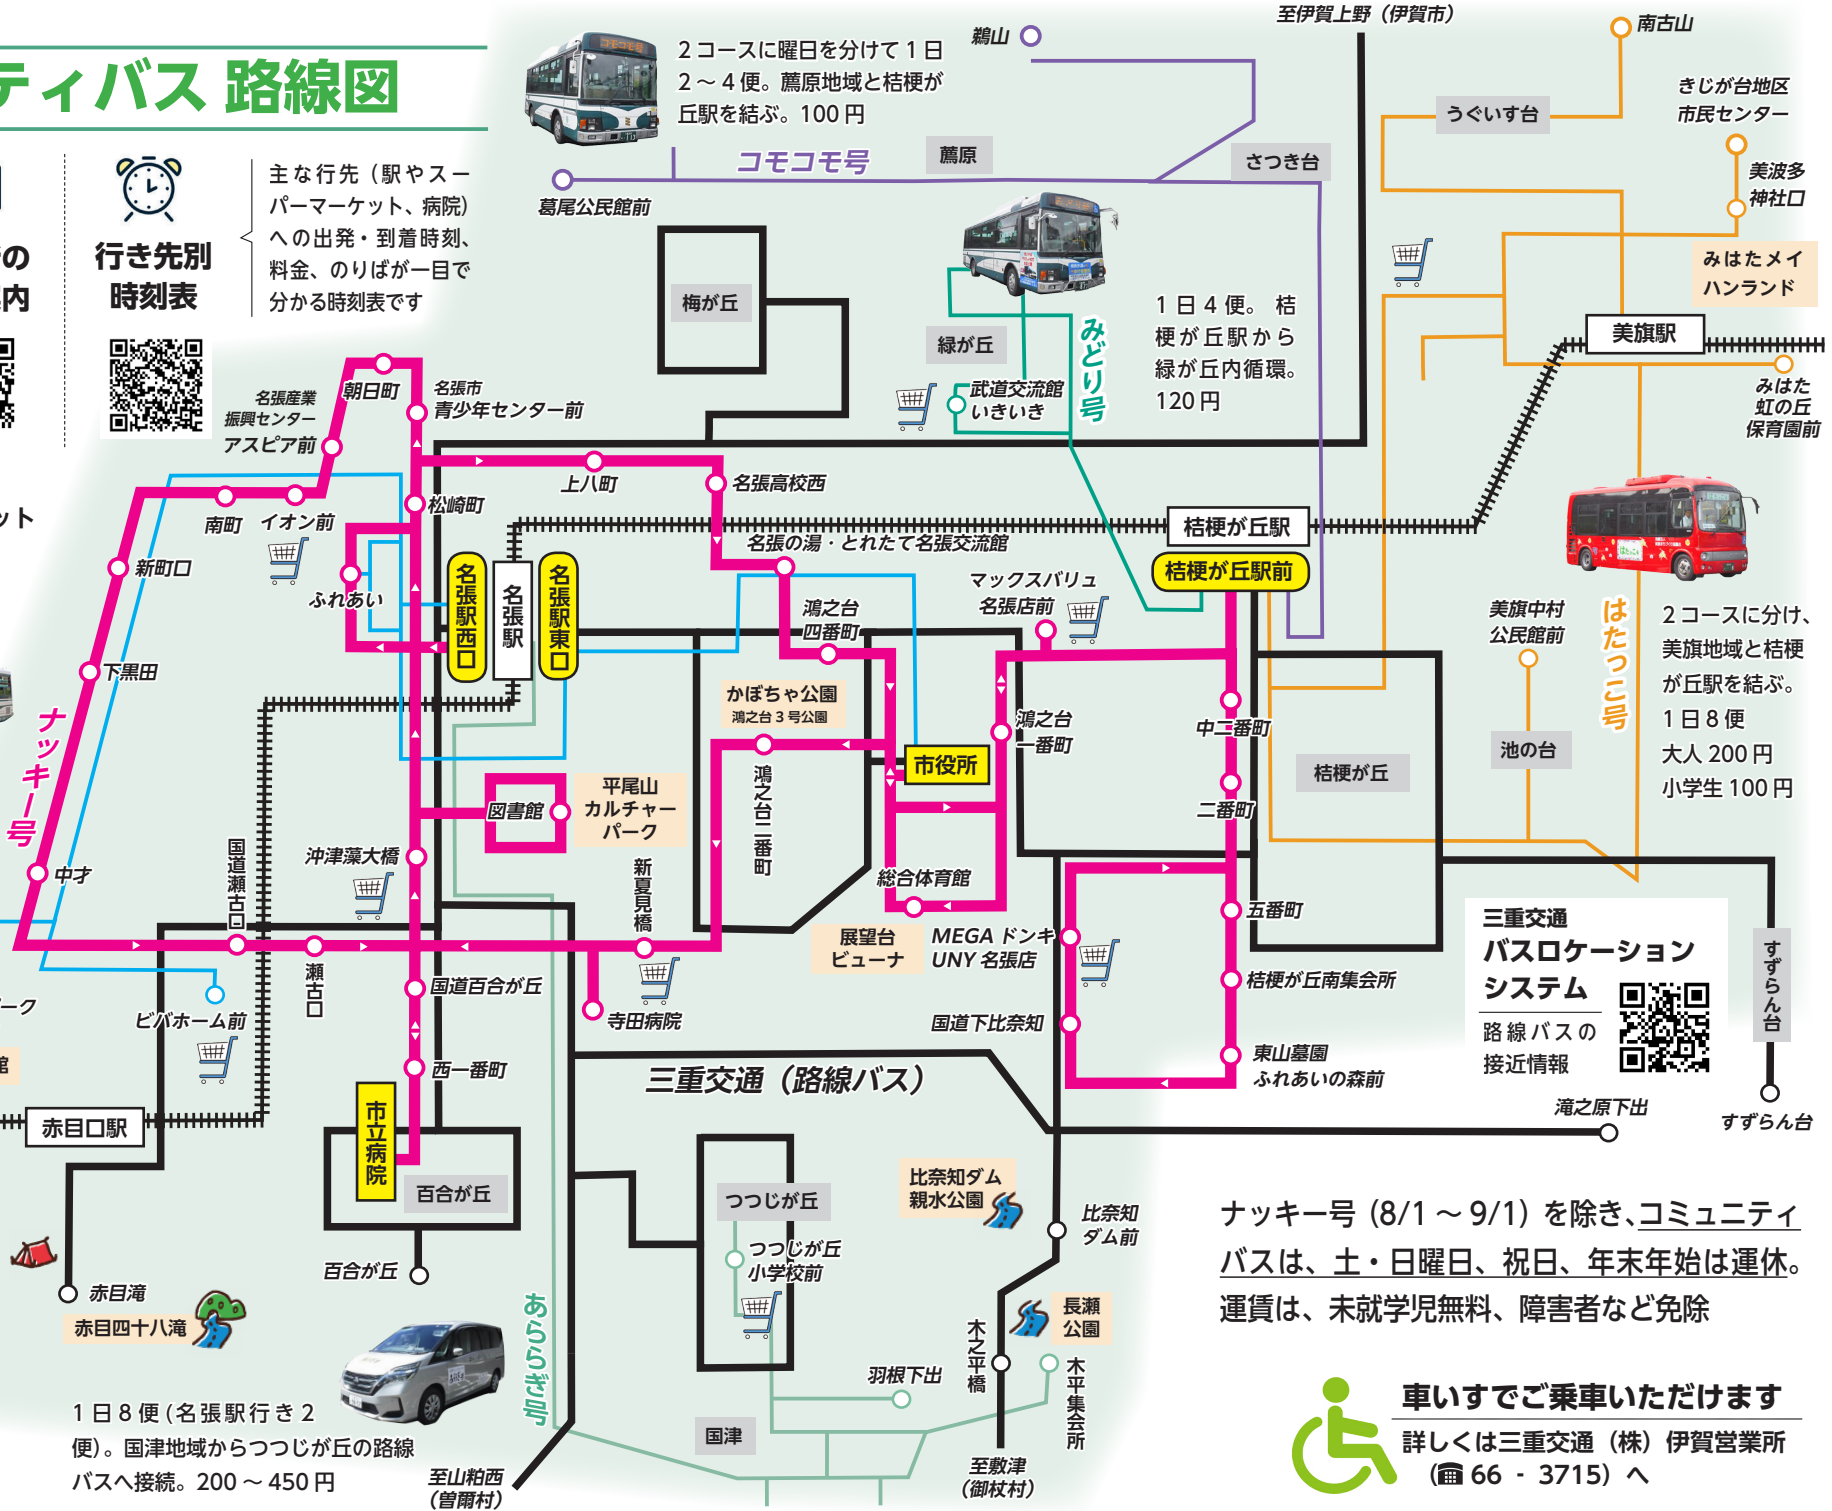 ティバス 路線図
の
内
ット
行き先別
時刻表
主な行先（駅やスー
パーマーケット、病院）
への出発・到着時刻、
料金、のりばが一目で
分かる時刻表です
2コースに曜日を分けて1日
2～4便。薦原地域と桔梗が
丘駅を結ぶ。100円
コモコモ号
鵜山
葛尾公民館前
薦原
さつき台
至伊賀上野（伊賀市）
南古山
うぐいす台
きじが台地区
市民センター
美波多
神社口
みはたメイ
ハンランド
美旗駅
みはた
虹の丘
保育園前
梅が丘
緑が丘
みどり号
武道交流館
いきいき
1日4便。桔
梗が丘駅から
緑が丘内循環。
120円
朝日町
名張市
青少年センター前
名張産業
振興センター
アスピア前
南町
イオン前
松崎町
上八町
名張高校西
新町口
ふれあい
名張駅西口
名張駅
名張駅東口
名張の湯・とれたて名張交流館
桔梗が丘駅
桔梗が丘駅前
マックスバリュ
名張店前
鴻之台
四番町
下黒田
ナッキー号
かぼちゃ公園
鴻之台3号公園
鴻之台
一番町
中二番町
市役所
桔梗が丘
美旗中村
公民館前
池の台
はたっこ号
2コースに分け、
美旗地域と桔梗
が丘駅を結ぶ。
1日8便
大人200円
小学生100円
図書館
平尾山
カルチャー
パーク
鴻之台二番町
二番町
中才
国道瀬古口
沖津藻大橋
新夏見橋
総合体育館
展望台
ビューナ
MEGAドンキ
UNY名張店
五番町
瀬古口
国道百合が丘
寺田病院
国道下比奈知
桔梗が丘南集会所
ーク
館
ビバホーム前
西一番町
三重交通（路線バス）
東山墓園
ふれあいの森前
三重交通
バスロケーション
システム
路線バスの
接近情報
すずらん台
すずらん台
滝之原下出
赤目口駅
市立病院
百合が丘
百合が丘
つつじが丘
つつじが丘
小学校前
比奈知ダム
親水公園
比奈知
ダム前
赤目滝
赤目四十八滝
あららぎ号
長瀬
公園
木之平橋
木平集会所
羽根下出
国津
1日8便(名張駅行き2
便)。国津地域からつつじが丘の路線
バスへ接続。200～450円
至山粕西
（曽爾村）
至敷津
（御杖村）
ナッキー号（8/1～9/1）を除き、コミュニティ
バスは、土・日曜日、祝日、年末年始は運休。
運賃は、未就学児無料、障害者など免除
車いすでご乗車いただけます
詳しくは三重交通（株）伊賀営業所
（☎66 - 3715）へ